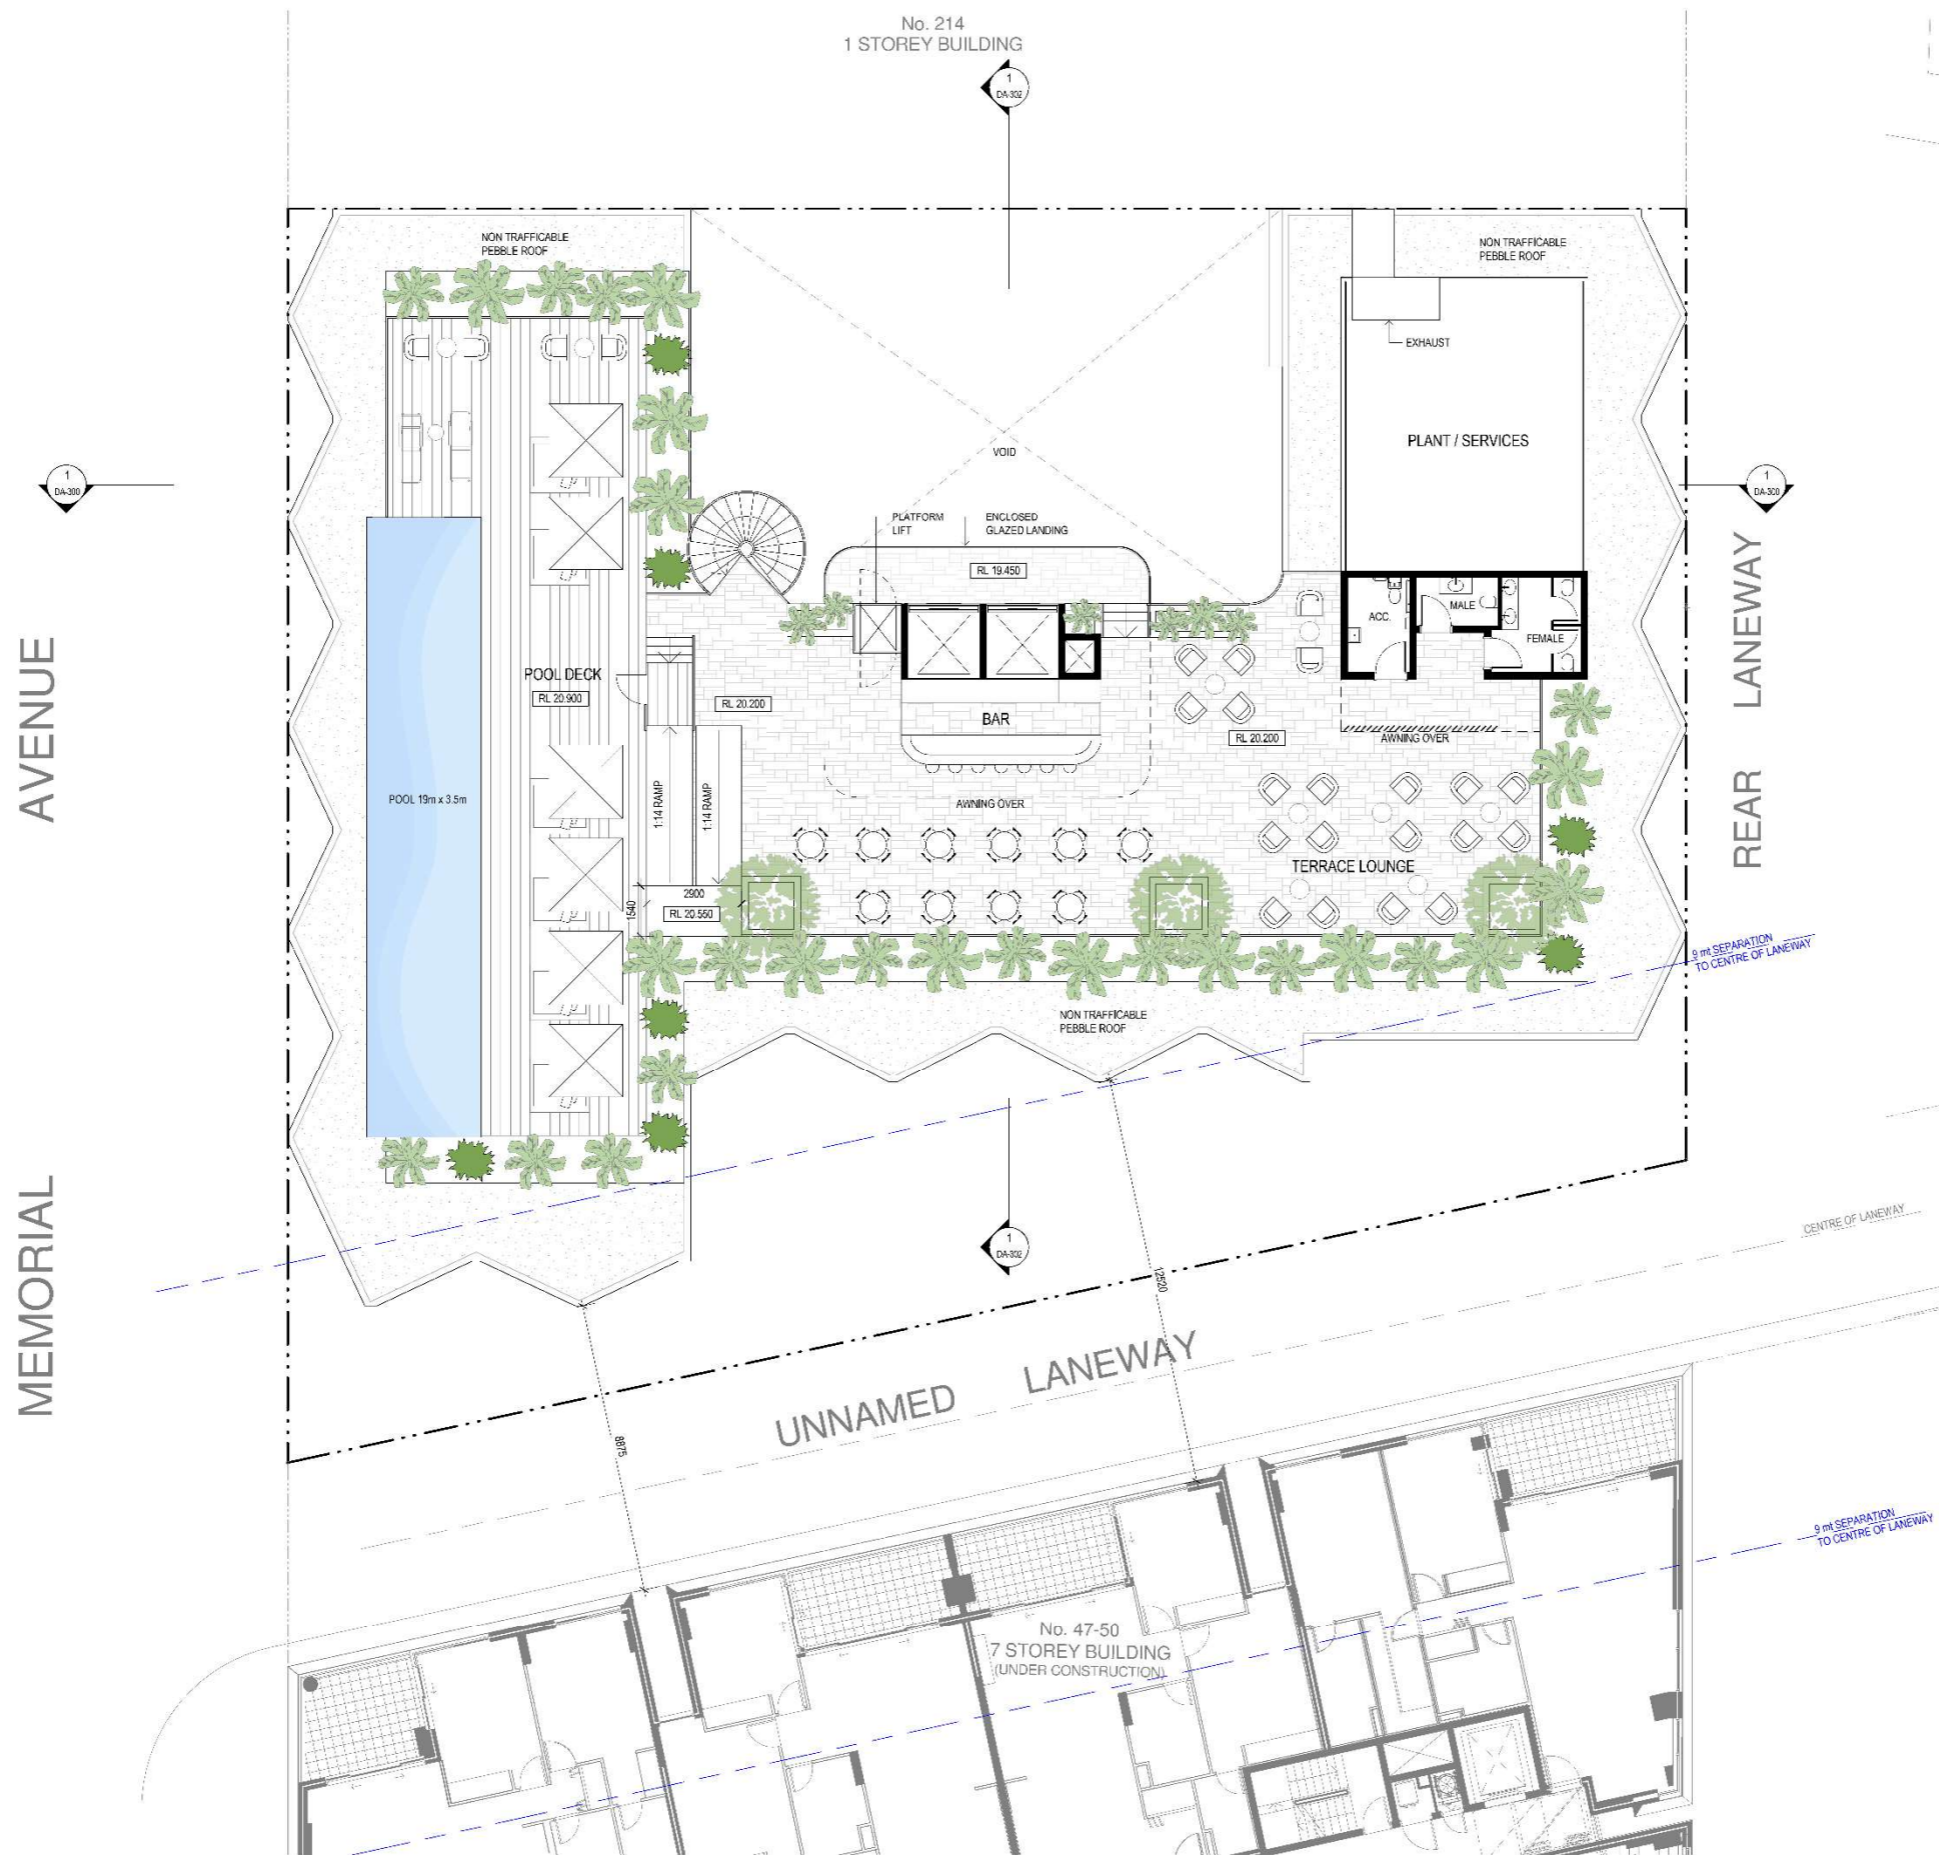 No. 214
1 STOREY BUILDING
1
DA-302
NON TRAFFICABLE
PEBBLE ROOF
NON TRAFFICABLE
PEBBLE ROOF
EXHAUST
PLANT / SERVICES
VOID
1
DA-300
1
DA-300
PLATFORM
LIFT
ENCLOSED
GLAZED LANDING
RL 19.450
ACC.
MALE
FEMALE
POOL DECK
RL 20.900
RL 20.200
BAR
RL 20.200
AWNING OVER
POOL 19m x 3.5m
1:14 RAMP
1:14 RAMP
AWNING OVER
TERRACE LOUNGE
2900
1540
RL 20.550
9 mt SEPARATION
TO CENTRE OF LANEWAY
NON TRAFFICABLE
PEBBLE ROOF
MEMORIAL AVENUE
REAR LANEWAY
1
DA-302
CENTRE OF LANEWAY
12520
8875
UNNAMED LANEWAY
9 mt SEPARATION
TO CENTRE OF LANEWAY
No. 47-50
7 STOREY BUILDING
(UNDER CONSTRUCTION)